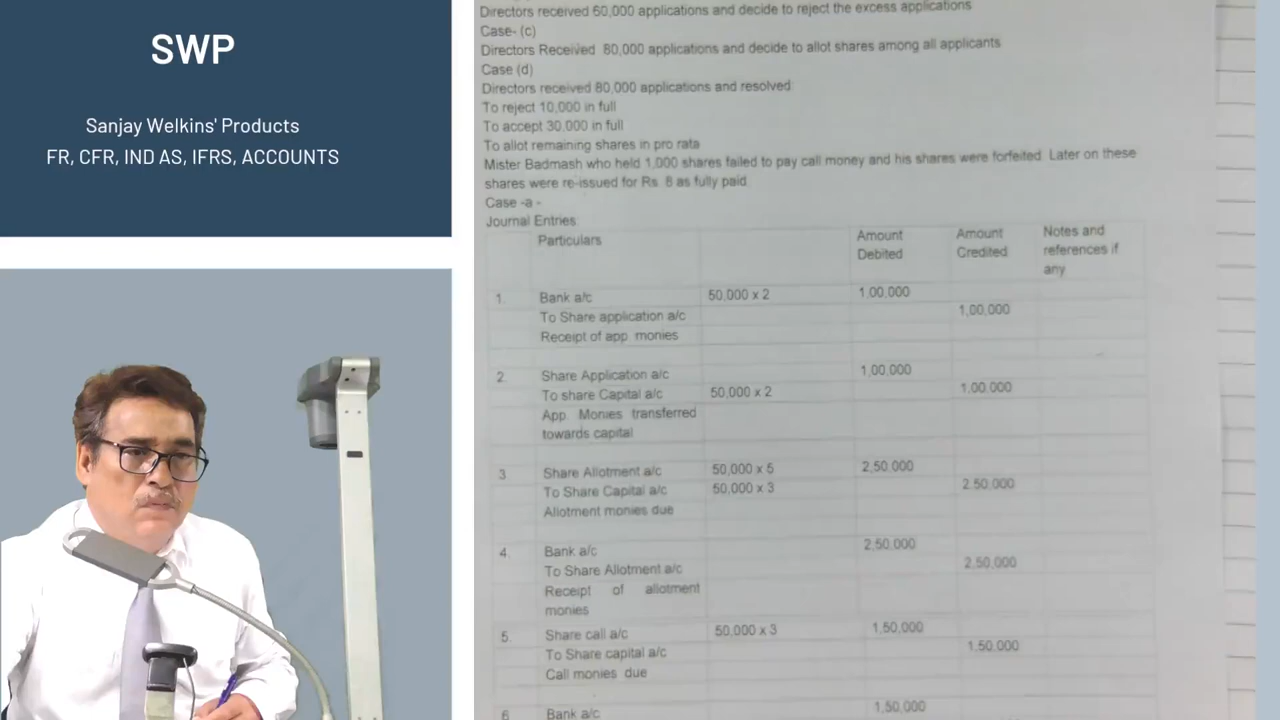 SWP
Sanjay Welkins' Products
FR, CFR, IND AS, IFRS, ACCOUNTS
Directors received 60,000 applications and decide to reject the excess applications
Case- (c)
Directors Received 80,000 applications and decide to allot shares among all applicants
Case (d)
Directors received 80,000 applications and resolved
To reject 10,000 in full
To accept 30,000 in full
To allot remaining shares in pro rata
Mister Badmash who held 1,000 shares failed to pay call money and his shares were forfeited Later on these
shares were re-issued for Rs. 8 as fully paid
Case -a -
Journal Entries:
Particulars Amount Debited Amount Credited Notes and references if any
1. Bank a/c 50,000 x 2 1,00,000
To Share application a/c 1,00,000
Receipt of app monies
2. Share Application a/c 1,00,000
To share Capital a/c 50,000 x 2 1,00,000
App. Monies transferred
towards capital
3. Share Allotment a/c 50,000 x 5 2,50,000
To Share Capital a/c 50,000 x 3 2,50,000
Allotment monies due
4. Bank a/c 2,50,000
To Share Allotment a/c 2,50,000
Receipt of allotment
monies
5. Share call a/c 50,000 x 3 1,50,000
To Share capital a/c 1,50,000
Call monies due
6. Bank a/c 1,50,000